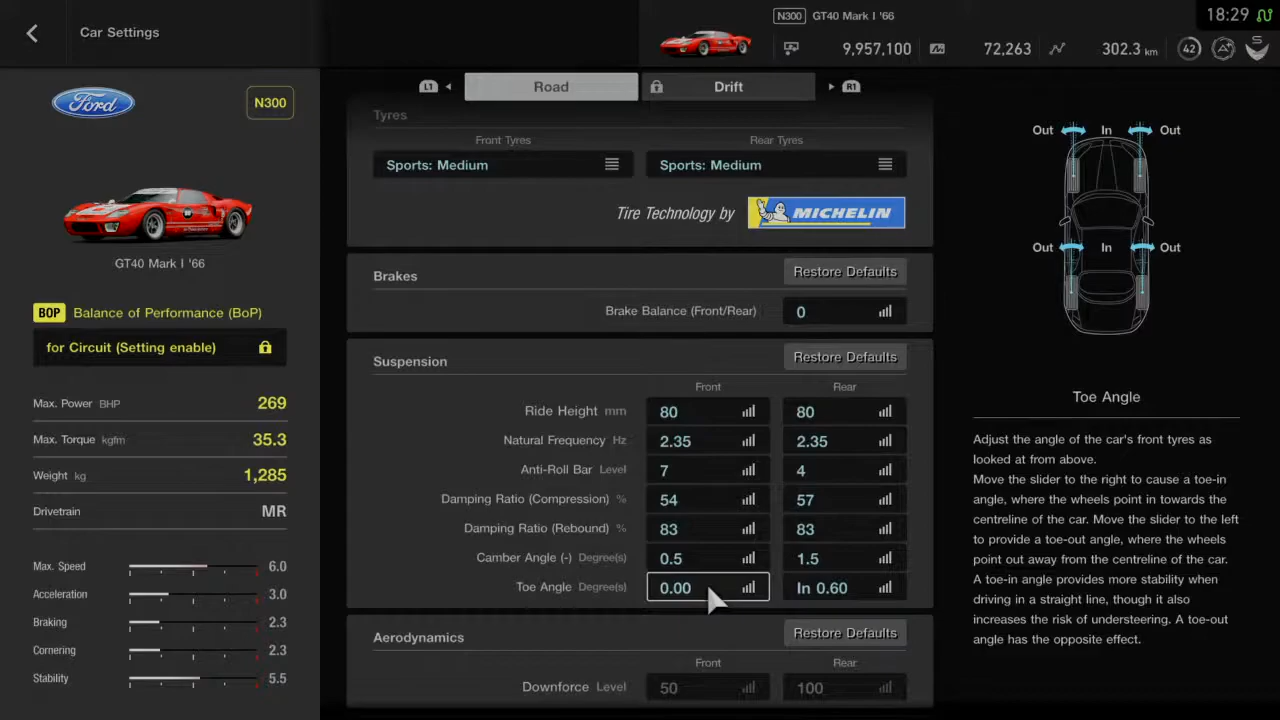 Car Settings
N300 GT40 Mark I '66
18:29
9,957,100 72,263 302.3 km 42 S
L1 Road Drift R1
Ford N300
GT40 Mark I '66
BOP Balance of Performance (BoP)
for Circuit (Setting enable)
Max. Power BHP 269
Max. Torque kgfm 35.3
Weight kg 1,285
Drivetrain MR
Max. Speed 6.0
Acceleration 3.0
Braking 2.3
Cornering 2.3
Stability 5.5
Tyres
Front Tyres Rear Tyres
Sports: Medium Sports: Medium
Tire Technology by MICHELIN
Brakes Restore Defaults
Brake Balance (Front/Rear) 0
Suspension Restore Defaults
Front Rear
Ride Height mm 80 80
Natural Frequency Hz 2.35 2.35
Anti-Roll Bar Level 7 4
Damping Ratio (Compression) % 54 57
Damping Ratio (Rebound) % 83 83
Camber Angle (-) Degree(s) 0.5 1.5
Toe Angle Degree(s) 0.00 In 0.60
Aerodynamics Restore Defaults
Front Rear
Downforce Level 50 100
Out In Out
Out In Out
Toe Angle
Adjust the angle of the car's front tyres as
looked at from above.
Move the slider to the right to cause a toe-in
angle, where the wheels point in towards the
centreline of the car. Move the slider to the left
to provide a toe-out angle, where the wheels
point out away from the centreline of the car.
A toe-in angle provides more stability when
driving in a straight line, though it also
increases the risk of understeering. A toe-out
angle has the opposite effect.